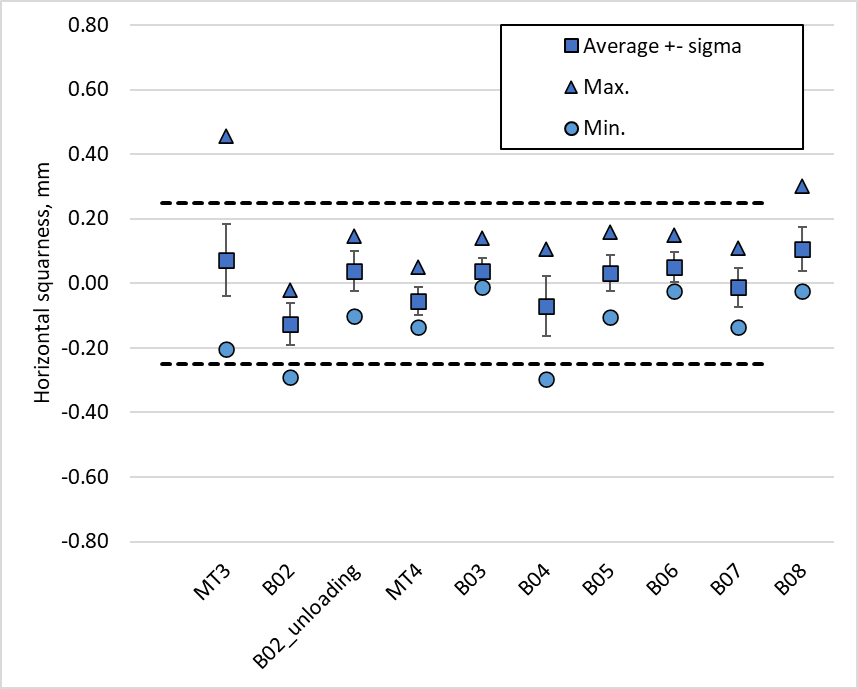 0.80
0.60
0.40
0.20
0.00
-0.20
-0.40
-0.60
-0.80
Horizontal squarness, mm
Average +- sigma
Max.
Min.
MT3
B02
B02_unloading
MT4
B03
B04
B05
B06
B07
B08